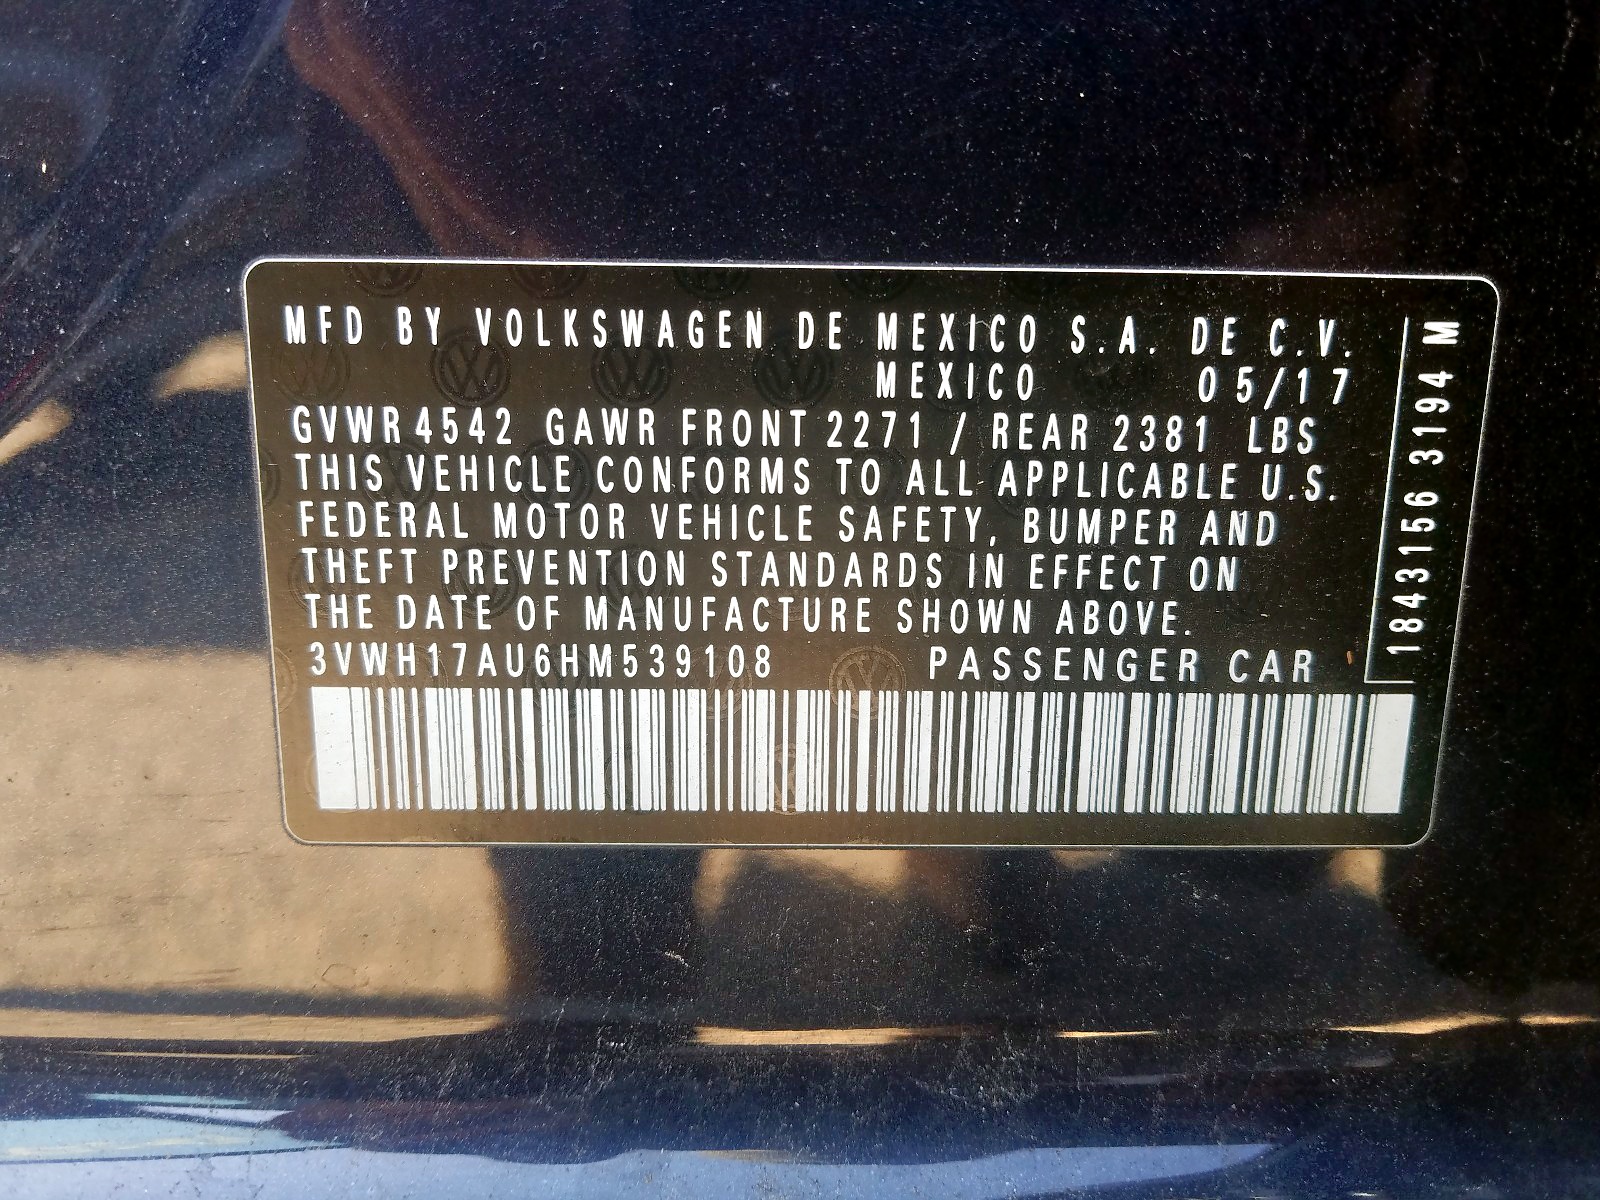 MFD BY VOLKSWAGEN DE MEXICO S.A. DE C.V.
MEXICO 05/17
GVWR 4542 GAWR FRONT 2271 / REAR 2381 LBS
THIS VEHICLE CONFORMS TO ALL APPLICABLE U.S.
FEDERAL MOTOR VEHICLE SAFETY, BUMPER AND
THEFT PREVENTION STANDARDS IN EFFECT ON
THE DATE OF MANUFACTURE SHOWN ABOVE.
3VWH17AU6HM539108 PASSENGER CAR
1843156 3194 M